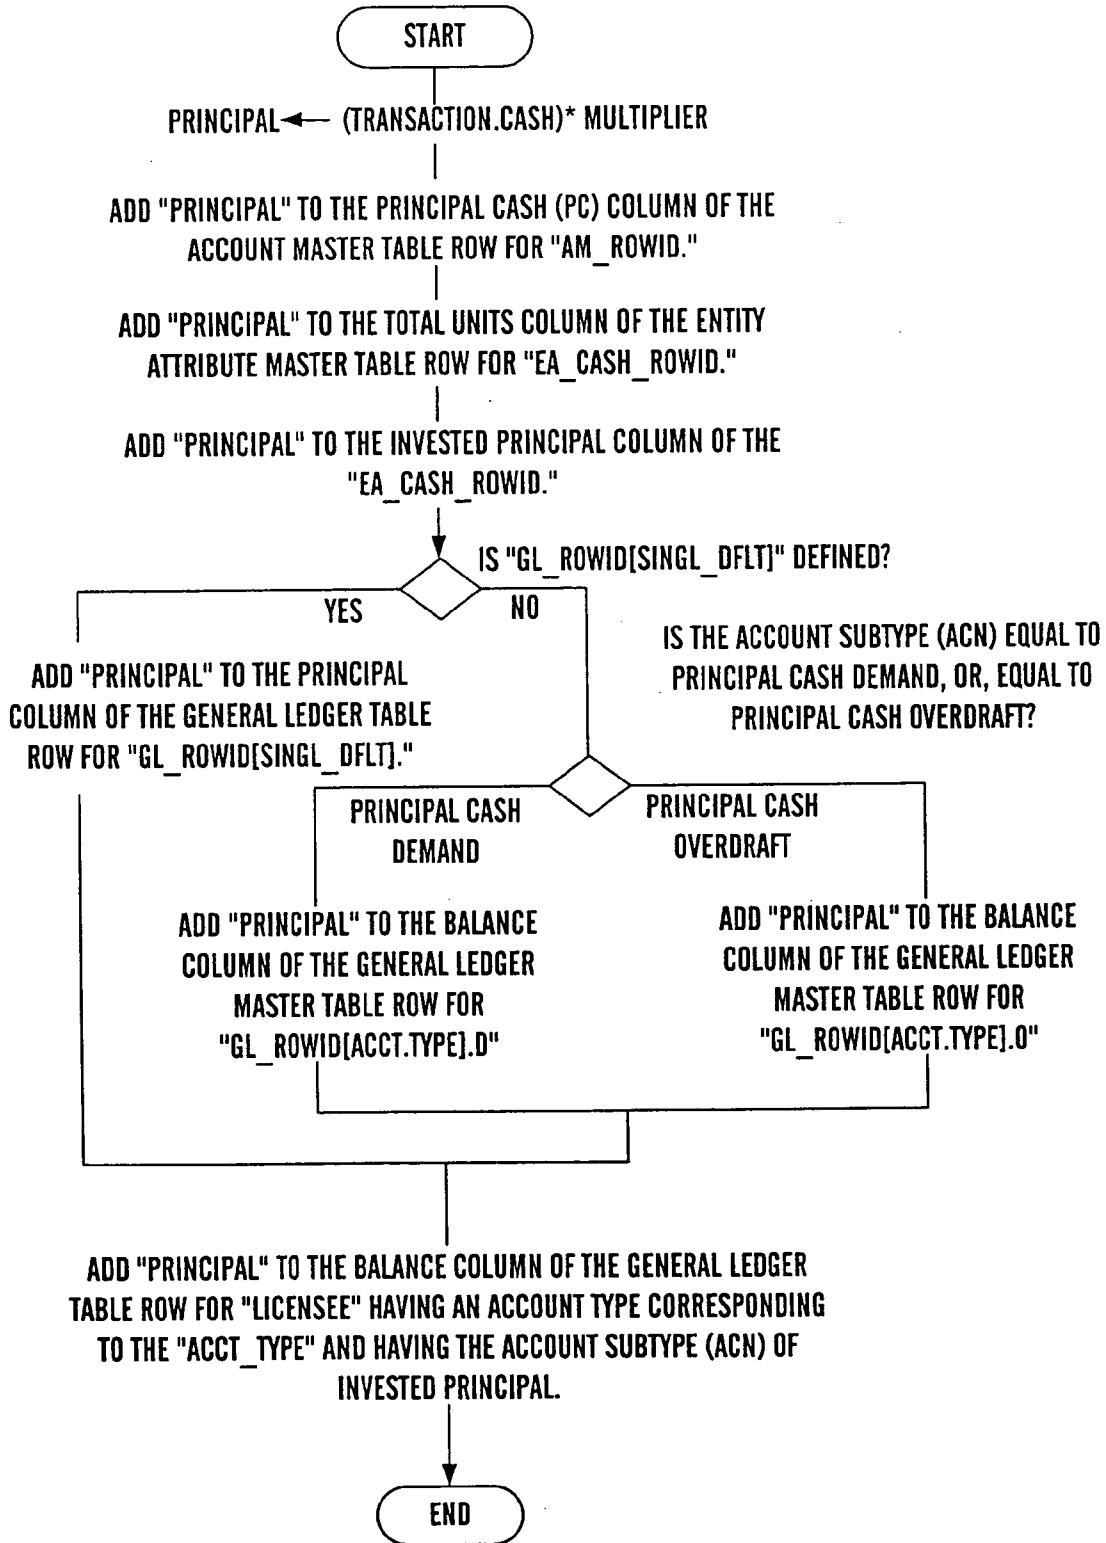 START
PRINCIPAL ← (TRANSACTION.CASH)* MULTIPLIER
ADD "PRINCIPAL" TO THE PRINCIPAL CASH (PC) COLUMN OF THE
ACCOUNT MASTER TABLE ROW FOR "AM_ROWID."
ADD "PRINCIPAL" TO THE TOTAL UNITS COLUMN OF THE ENTITY
ATTRIBUTE MASTER TABLE ROW FOR "EA_CASH_ROWID."
ADD "PRINCIPAL" TO THE INVESTED PRINCIPAL COLUMN OF THE
"EA_CASH_ROWID."
IS "GL_ROWID[SINGL_DFLT]" DEFINED?
YES
NO
ADD "PRINCIPAL" TO THE PRINCIPAL
COLUMN OF THE GENERAL LEDGER TABLE
ROW FOR "GL_ROWID[SINGL_DFLT]."
IS THE ACCOUNT SUBTYPE (ACN) EQUAL TO
PRINCIPAL CASH DEMAND, OR, EQUAL TO
PRINCIPAL CASH OVERDRAFT?
PRINCIPAL CASH
DEMAND
PRINCIPAL CASH
OVERDRAFT
ADD "PRINCIPAL" TO THE BALANCE
COLUMN OF THE GENERAL LEDGER
MASTER TABLE ROW FOR
"GL_ROWID[ACCT.TYPE].D"
ADD "PRINCIPAL" TO THE BALANCE
COLUMN OF THE GENERAL LEDGER
MASTER TABLE ROW FOR
"GL_ROWID[ACCT.TYPE].O"
ADD "PRINCIPAL" TO THE BALANCE COLUMN OF THE GENERAL LEDGER
TABLE ROW FOR "LICENSEE" HAVING AN ACCOUNT TYPE CORRESPONDING
TO THE "ACCT_TYPE" AND HAVING THE ACCOUNT SUBTYPE (ACN) OF
INVESTED PRINCIPAL.
END